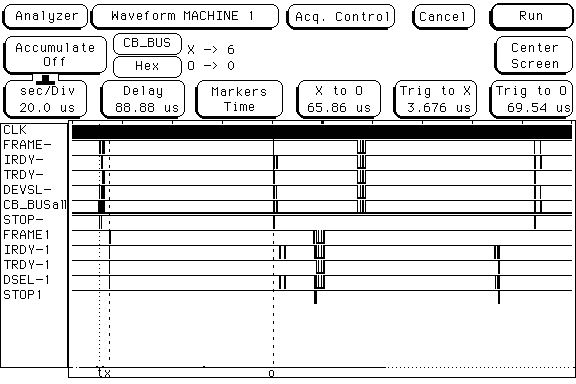 Analyzer Waveform MACHINE 1 Acq. Control Cancel Run
Accumulate
Off
CB_BUS X -> 6
Hex O -> 0
Center
Screen
sec/Div
20.0 us
Delay
88.88 us
Markers
Time
X to O
65.86 us
Trig to X
3.676 us
Trig to O
69.54 us
CLK
FRAME-
IRDY-
TRDY-
DEVSL-
CB_BUSall
STOP-
FRAME1
IRDY-1
TRDY-1
DSEL-1
STOP1
tx o